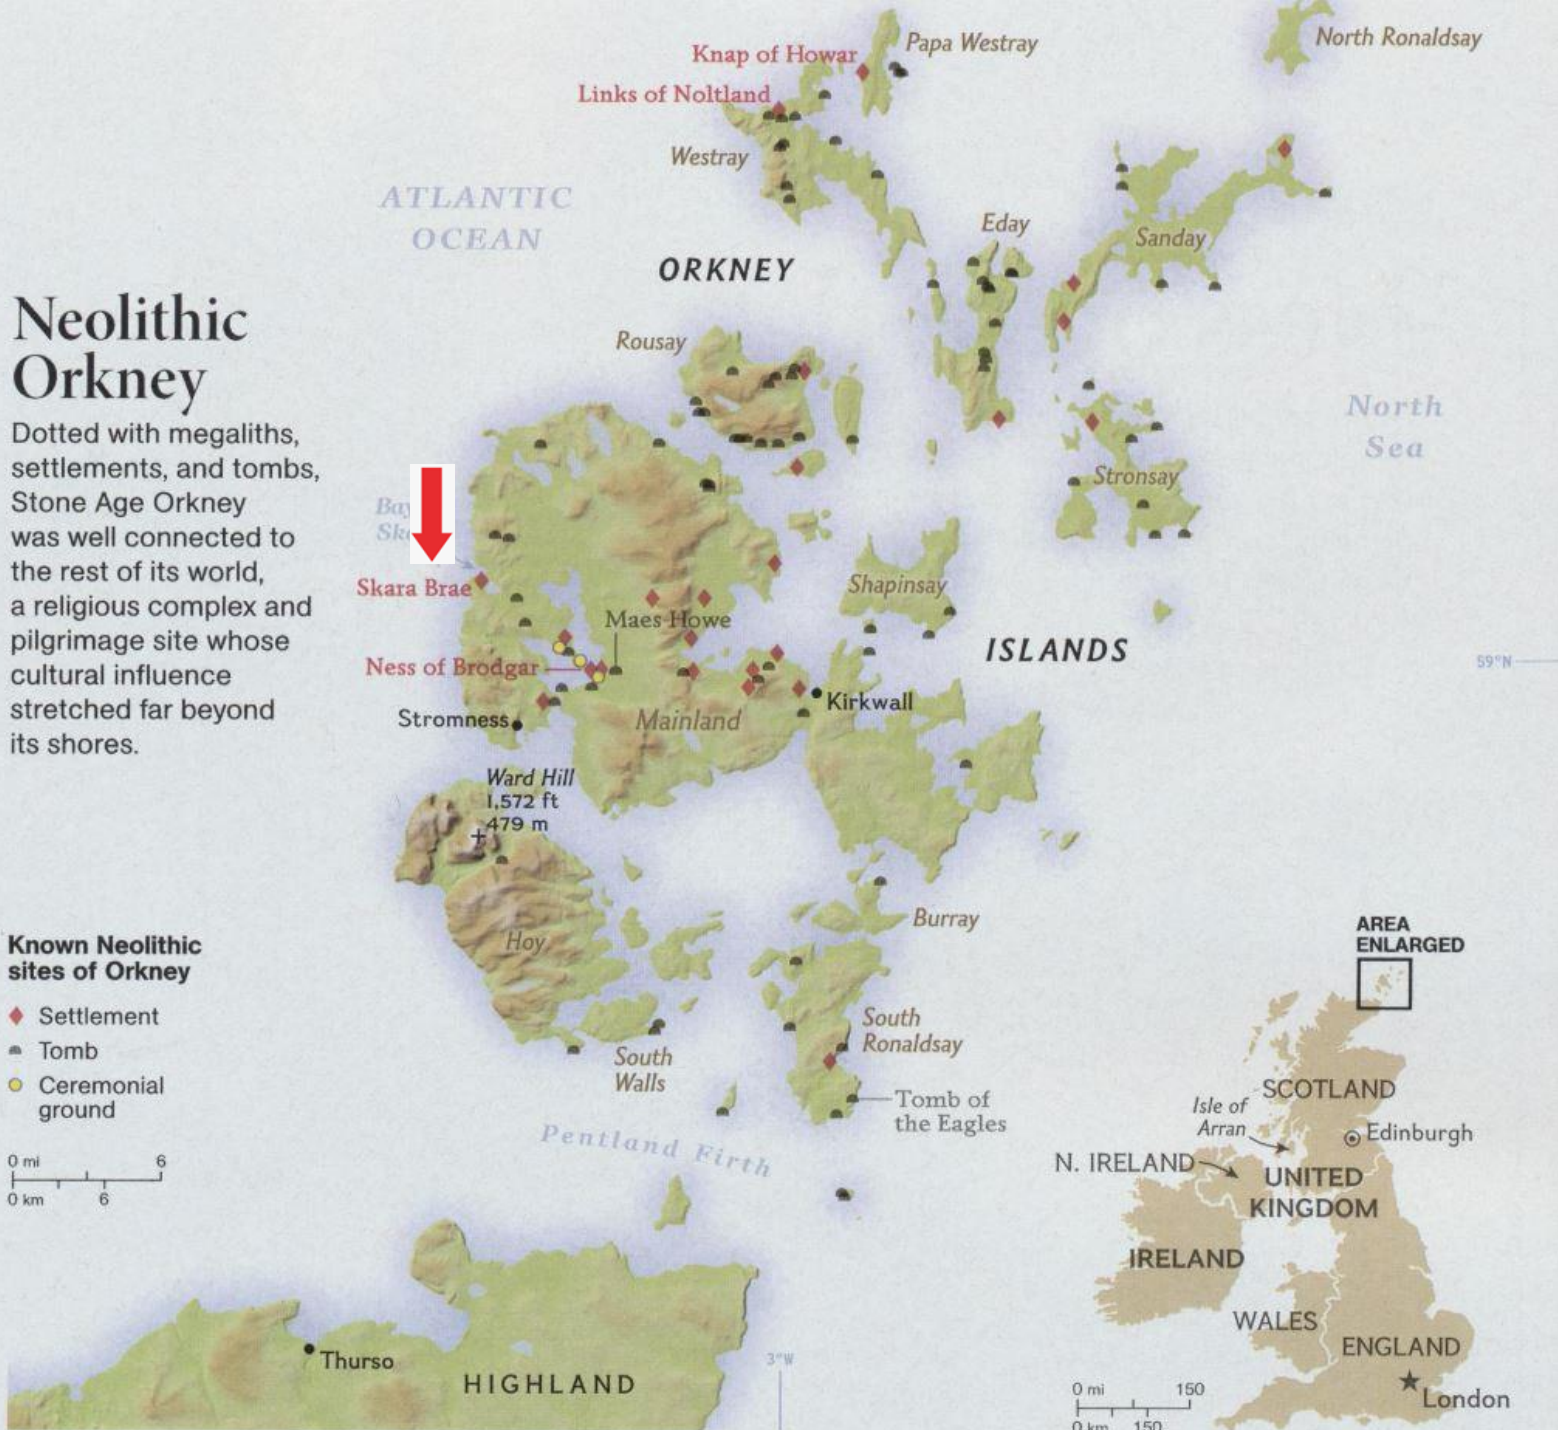 Knap of Howar
Papa Westray
North Ronaldsay
Links of Noltland
Westray
ATLANTIC
OCEAN
Eday
Sanday
ORKNEY
Neolithic
Orkney
Rousay
North
Sea
Dotted with megaliths,
settlements, and tombs,
Stone Age Orkney
was well connected to
the rest of its world,
a religious complex and
pilgrimage site whose
cultural influence
stretched far beyond
its shores.
Stronsay
Skara Brae
Shapinsay
Maes Howe
ISLANDS
59°N
Ness of Brodgar
Kirkwall
Stromness
Mainland
Ward Hill
1,572 ft
479 m
Burray
Hoy
Known Neolithic
sites of Orkney
Settlement
Tomb
Ceremonial
ground
0 mi 6
0 km 6
South
Ronaldsay
South
Walls
Tomb of
the Eagles
Pentland Firth
Thurso
HIGHLAND
3°W
AREA
ENLARGED
SCOTLAND
Isle of
Arran
Edinburgh
N. IRELAND
UNITED
KINGDOM
IRELAND
WALES
ENGLAND
London
0 mi 150
0 km 150